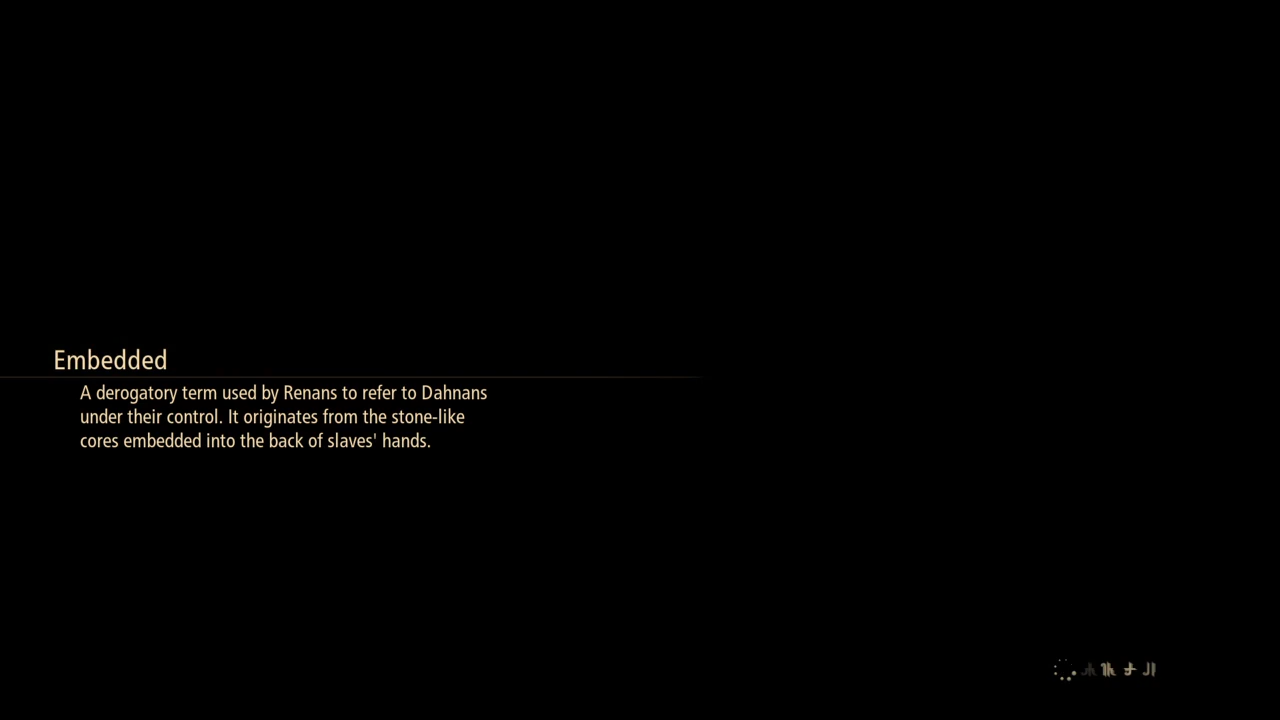 Embedded
A derogatory term used by Renans to refer to Dahnans
under their control. It originates from the stone-like
cores embedded into the back of slaves' hands.